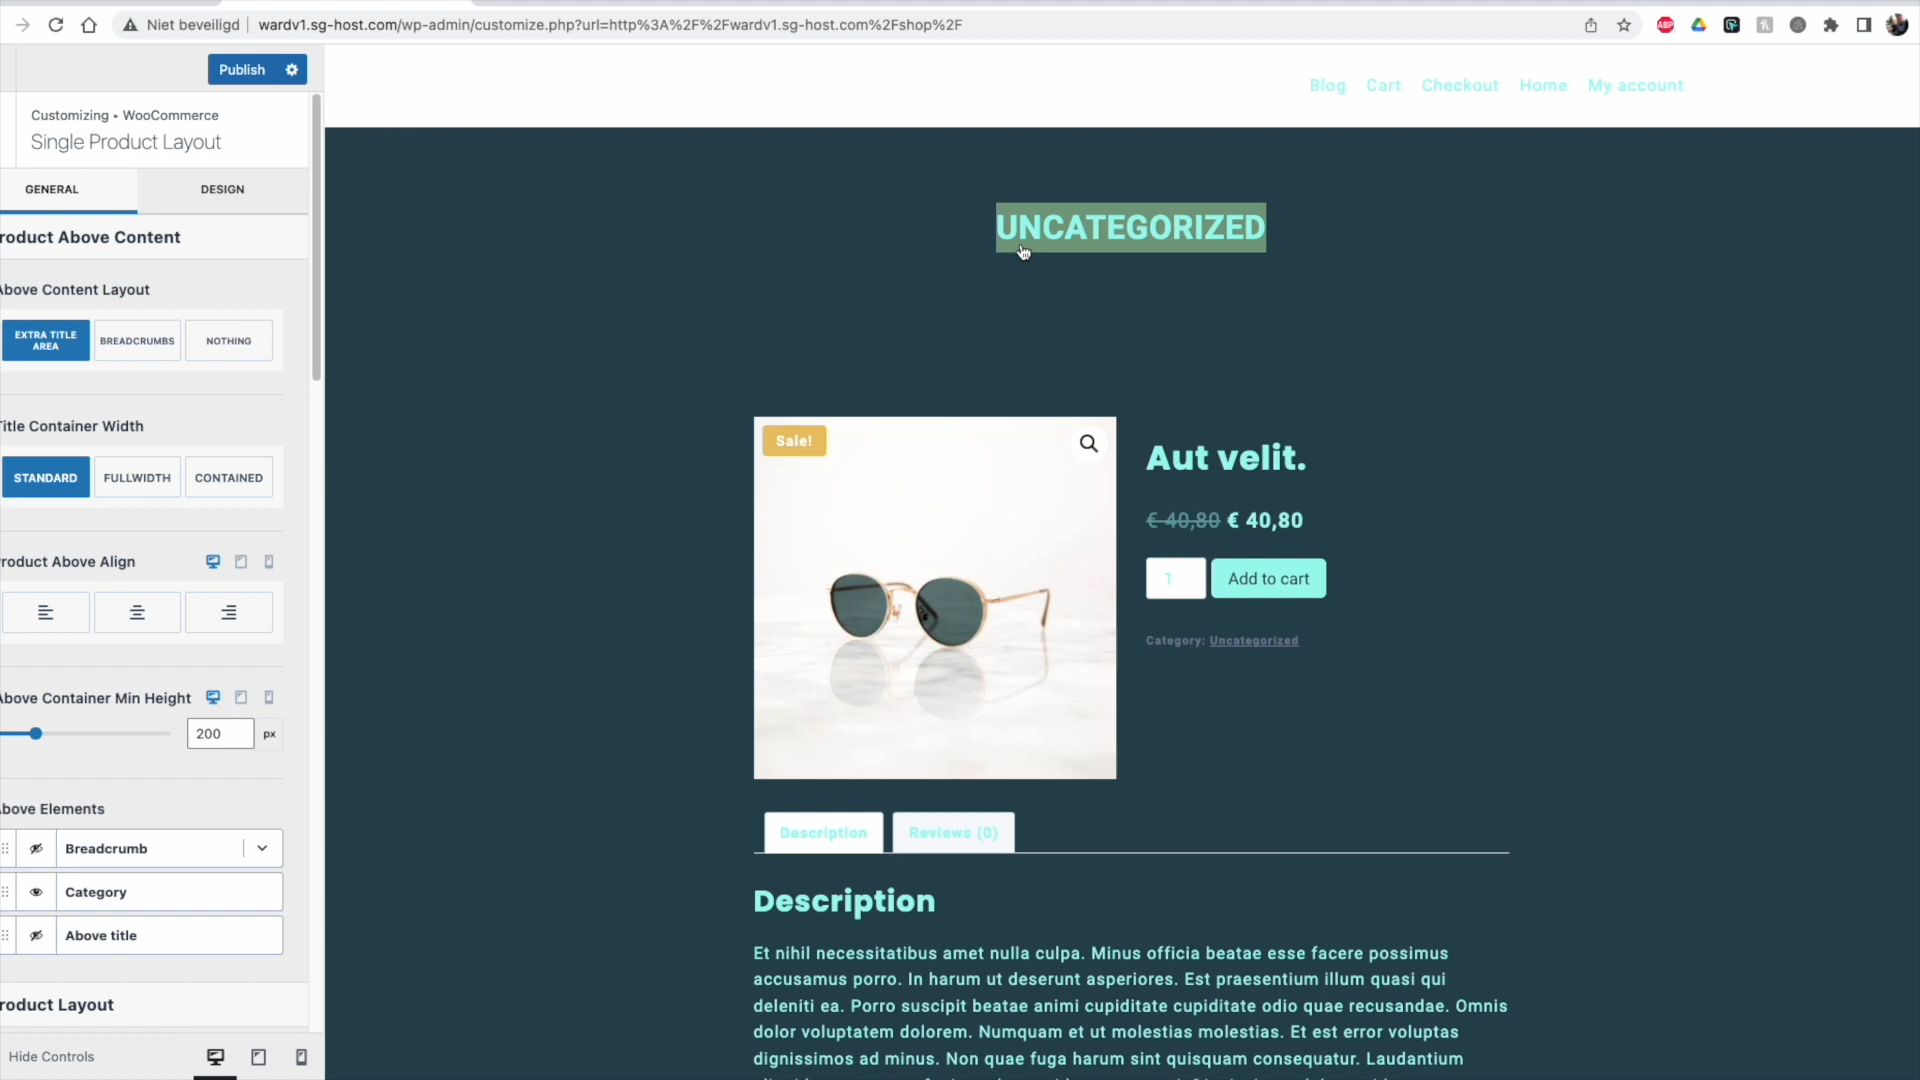 Niet beveiligd
wardv1.sg-host.com/wp-admin/customize.php?url=http%3A%2F%2Fwardv1.sg-host.com%2Fshop%2F
ABP
Publish
Blog Cart Checkout Home My account
Customizing ▸ WooCommerce
Single Product Layout
GENERAL DESIGN
roduct Above Content
UNCATEGORIZED
Above Content Layout
EXTRA TITLE
AREA
BREADCRUMBS
NOTHING
Title Container Width
STANDARD FULLWIDTH CONTAINED
roduct Above Align
Above Container Min Height
200 px
Above Elements
Breadcrumb
Category
Above title
roduct Layout
Hide Controls
Sale!
Aut velit.
€ 40,80 € 40,80
1 Add to cart
Category: Uncategorized
Description Reviews (0)
Description
Et nihil necessitatibus amet nulla culpa. Minus officia beatae esse facere possimus
accusamus porro. In harum ut deserunt asperiores. Est praesentium illum quasi qui
deleniti ea. Porro suscipit beatae animi cupiditate cupiditate odio quae recusandae. Omnis
dolor voluptatem dolorem. Numquam et ut molestias molestias. Et est error voluptas
dignissimos ad minus. Non quae fuga harum sint quisquam consequatur. Laudantium